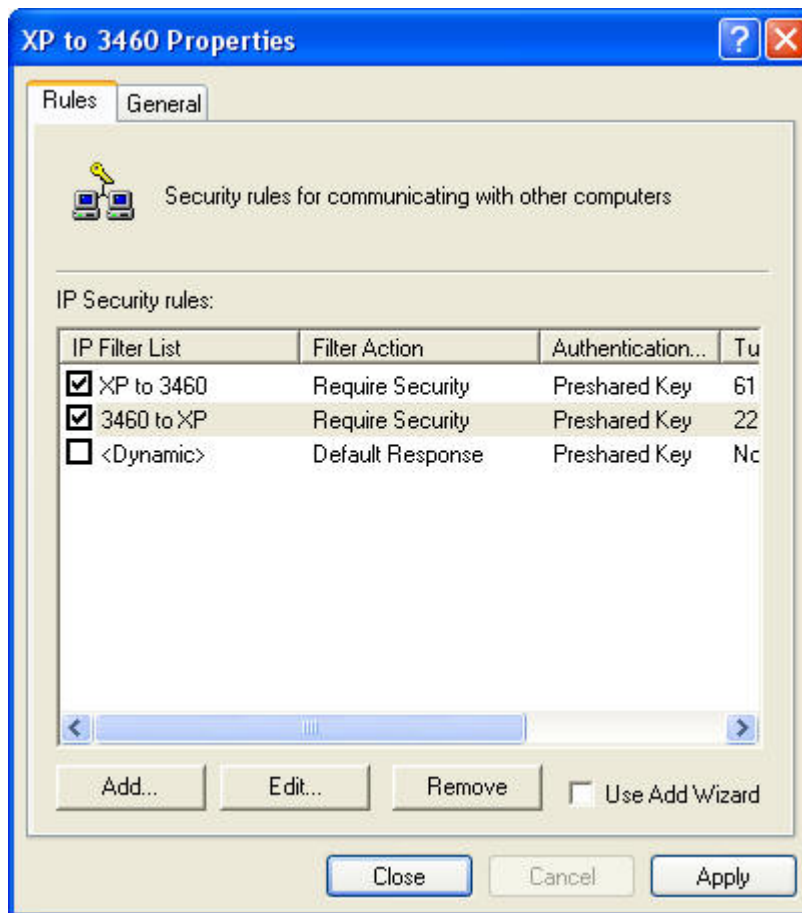 XP to 3460 Properties
Rules General
Security rules for communicating with other computers
IP Security rules:
IP Filter List Filter Action Authentication... Tu
XP to 3460 Require Security Preshared Key 61
3460 to XP Require Security Preshared Key 22
<Dynamic> Default Response Preshared Key Nc
Add... Edit... Remove Use Add Wizard
Close Cancel Apply